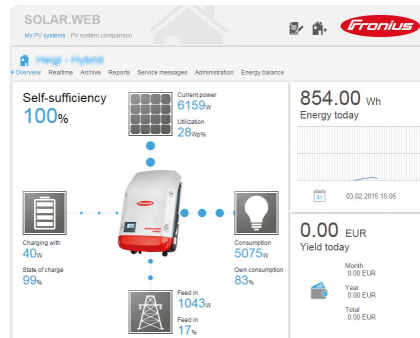 SOLAR.WEB
My PV systems PV system comparison
Fronius
Heigl - Hybrid
Overview Realtime Archive Reports Service messages Administration Energy balance
Self-sufficiency
100%
Current power
6159W
Utilization
28Wp%
Charging with
40W
State of charge
99%
Consumption
5075W
Own consumption
83%
Feed in
1043W
Feed in
17%
854.00 Wh
Energy today
31
03.02.2015 15:05
0.00 EUR
Yield today
Month
0.00 EUR
Year
0.00 EUR
Total
0.00 EUR